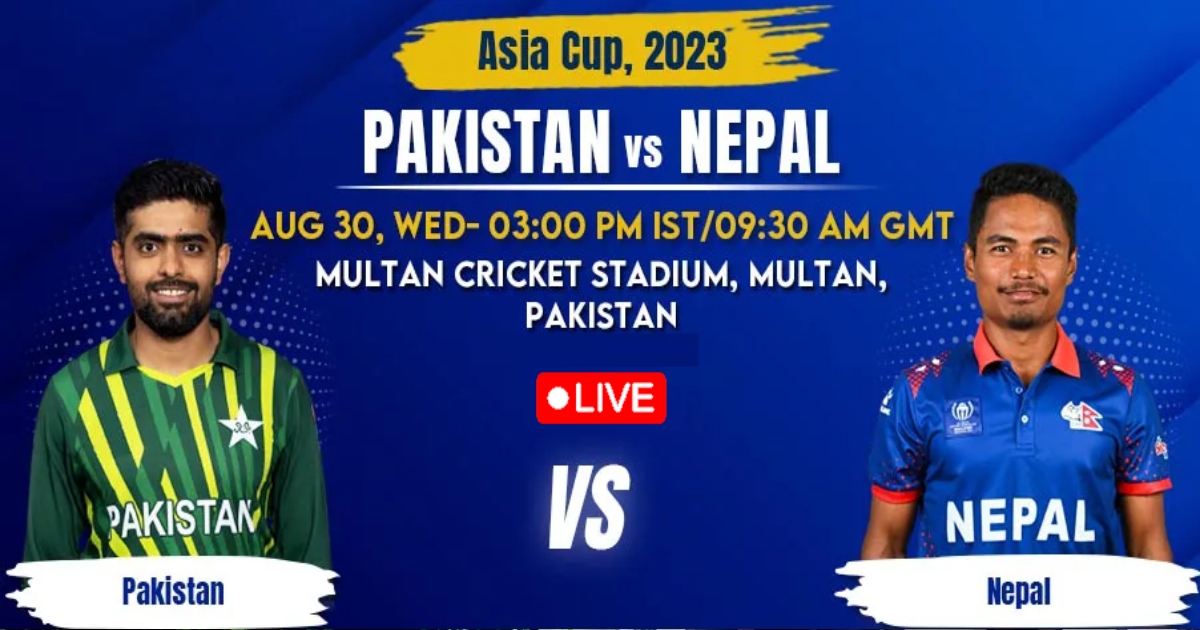 Asia Cup, 2023
PAKISTAN vs NEPAL
AUG 30, WED- 03:00 PM IST/09:30 AM GMT
MULTAN CRICKET STADIUM, MULTAN,
PAKISTAN
LIVE
VS
PAKISTAN
NEPAL
Pakistan
Nepal